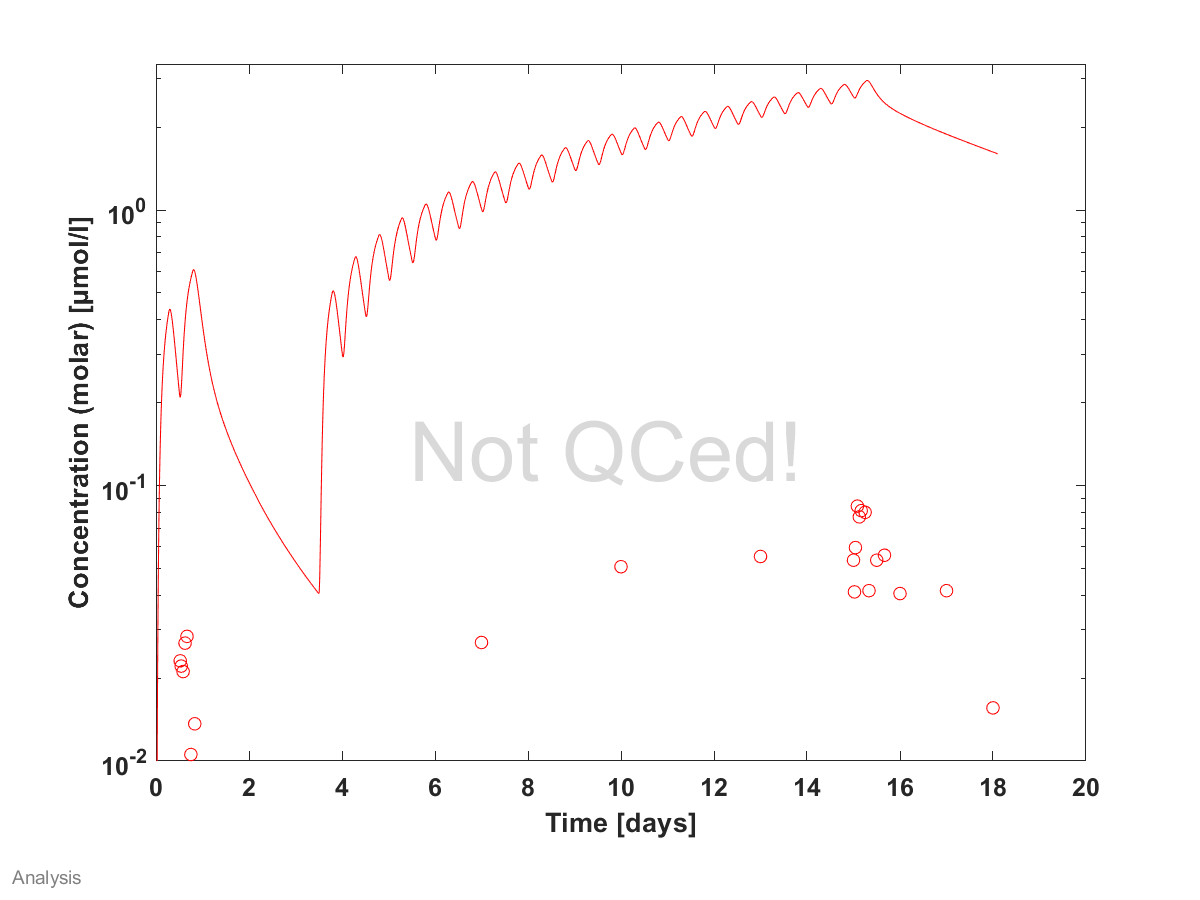 Concentration (molar) [µmol/l]
10^0
10^-1
10^-2
Not QCed!
0 2 4 6 8 10 12 14 16 18 20
Time [days]
Analysis